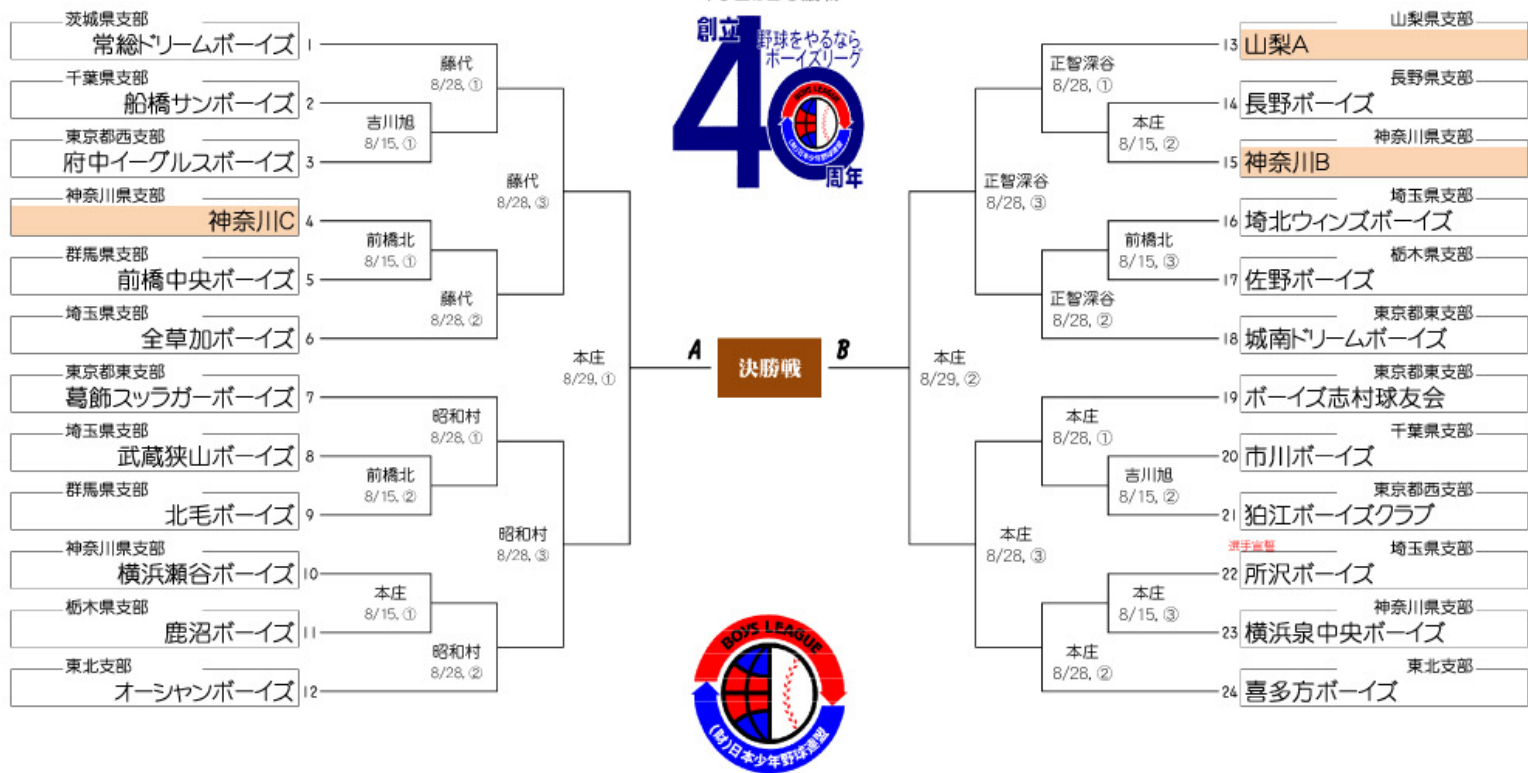 茨城県支部
常総ドリームボーイズ 1
千葉県支部
船橋サンボーイズ 2
東京都西支部
府中イーグルスボーイズ 3
神奈川県支部
神奈川C 4
群馬県支部
前橋中央ボーイズ 5
埼玉県支部
全草加ボーイズ 6
東京都東支部
葛飾スッラガーボーイズ 7
埼玉県支部
武蔵狭山ボーイズ 8
群馬県支部
北毛ボーイズ 9
神奈川県支部
横浜瀬谷ボーイズ 10
栃木県支部
鹿沼ボーイズ 11
東北支部
オーシャンボーイズ 12
藤代
8/28, ①
吉川旭
8/15, ①
藤代
8/28, ③
前橋北
8/15, ①
藤代
8/28, ②
本庄
8/29, ①
昭和村
8/28, ①
前橋北
8/15, ②
昭和村
8/28, ③
本庄
8/15, ①
昭和村
8/28, ②
創立
40
周年
野球をやるなら
ボーイズリーグ
BOYS LEAGUE
(財)日本少年野球連盟
A
決勝戦
B
BOYS LEAGUE
(財)日本少年野球連盟
正智深谷
8/28, ①
本庄
8/15, ②
正智深谷
8/28, ③
前橋北
8/15, ③
正智深谷
8/28, ②
本庄
8/29, ②
本庄
8/28, ①
吉川旭
8/15, ②
本庄
8/28, ③
本庄
8/15, ③
本庄
8/28, ②
山梨県支部
13 山梨A
長野県支部
14 長野ボーイズ
神奈川県支部
15 神奈川B
埼玉県支部
16 埼北ウィンズボーイズ
栃木県支部
17 佐野ボーイズ
東京都東支部
18 城南ドリームボーイズ
東京都東支部
19 ボーイズ志村球友会
千葉県支部
20 市川ボーイズ
東京都西支部
21 狛江ボーイズクラブ
選手宣誓
埼玉県支部
22 所沢ボーイズ
神奈川県支部
23 横浜泉中央ボーイズ
東北支部
24 喜多方ボーイズ